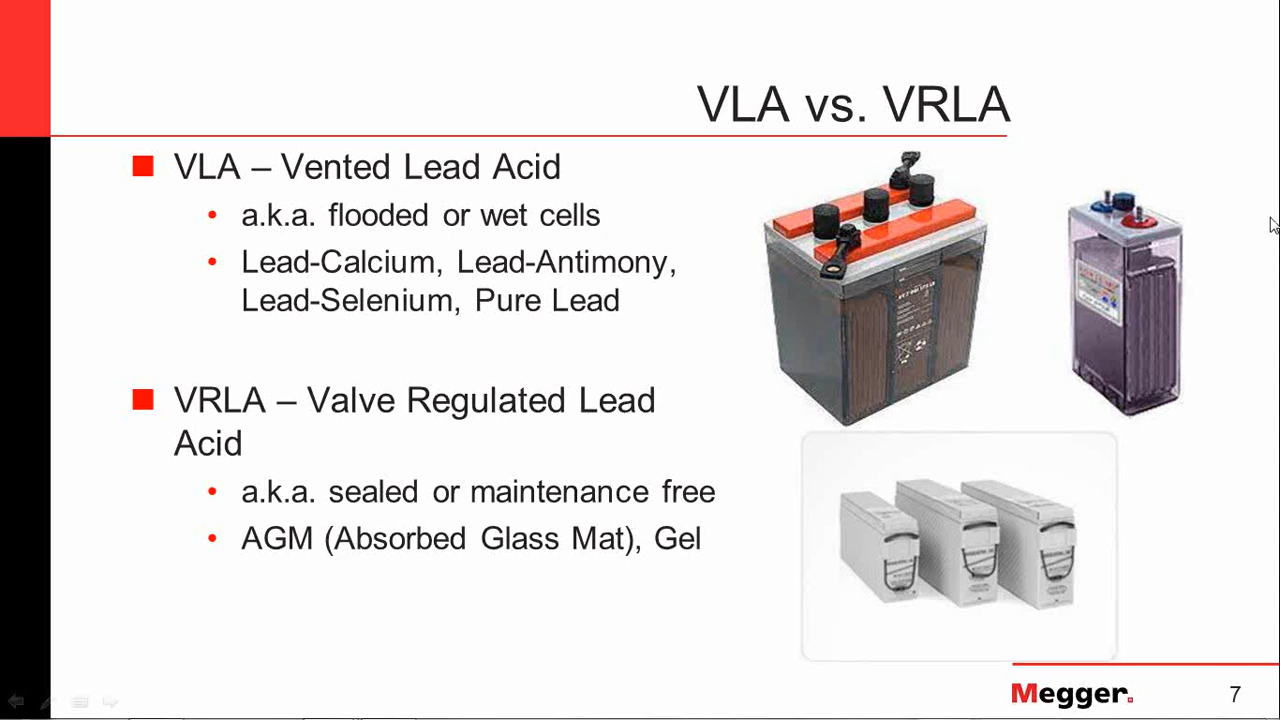 VLA vs. VRLA
VLA – Vented Lead Acid
a.k.a. flooded or wet cells
Lead-Calcium, Lead-Antimony,
Lead-Selenium, Pure Lead
VRLA – Valve Regulated Lead
Acid
a.k.a. sealed or maintenance free
AGM (Absorbed Glass Mat), Gel
Megger.
7